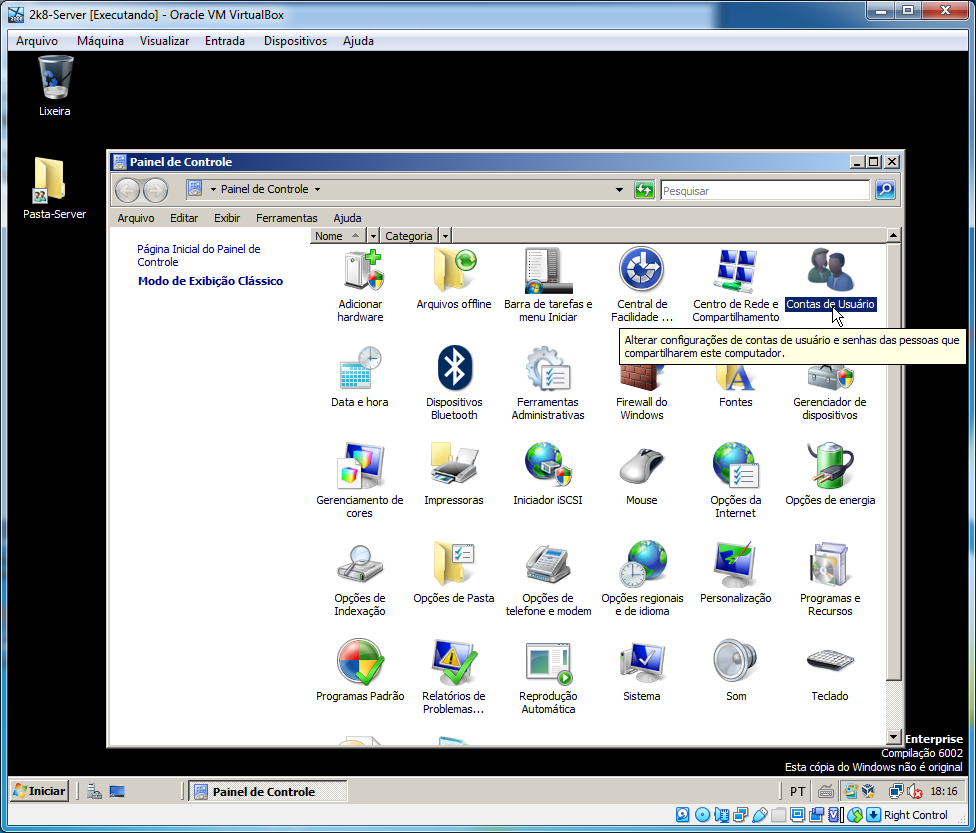 2k8-Server [Executando] - Oracle VM VirtualBox
Arquivo Máquina Visualizar Entrada Dispositivos Ajuda
Lixeira
Pasta-Server
Painel de Controle
Painel de Controle
Pesquisar
Arquivo Editar Exibir Ferramentas Ajuda
Página Inicial do Painel de
Controle
Modo de Exibição Clássico
Nome Categoria
Adicionar
hardware
Arquivos offline
Barra de tarefas e
menu Iniciar
Central de
Facilidade ...
Centro de Rede e
Compartilhamento
Contas de Usuário
Alterar configurações de contas de usuário e senhas das pessoas que
compartilharem este computador.
Data e hora
Dispositivos
Bluetooth
Ferramentas
Administrativas
Firewall do
Windows
Fontes
Gerenciador de
dispositivos
Gerenciamento de
cores
Impressoras
Iniciador iSCSI
Mouse
Opções da
Internet
Opções de energia
Opções de
Indexação
Opções de Pasta
Opções de
telefone e modem
Opções regionais
e de idioma
Personalização
Programas e
Recursos
Programas Padrão
Relatórios de
Problemas...
Reprodução
Automática
Sistema
Som
Teclado
Enterprise
Compilação 6002
Esta cópia do Windows não é original
Iniciar
Painel de Controle
PT
18:16
Right Control